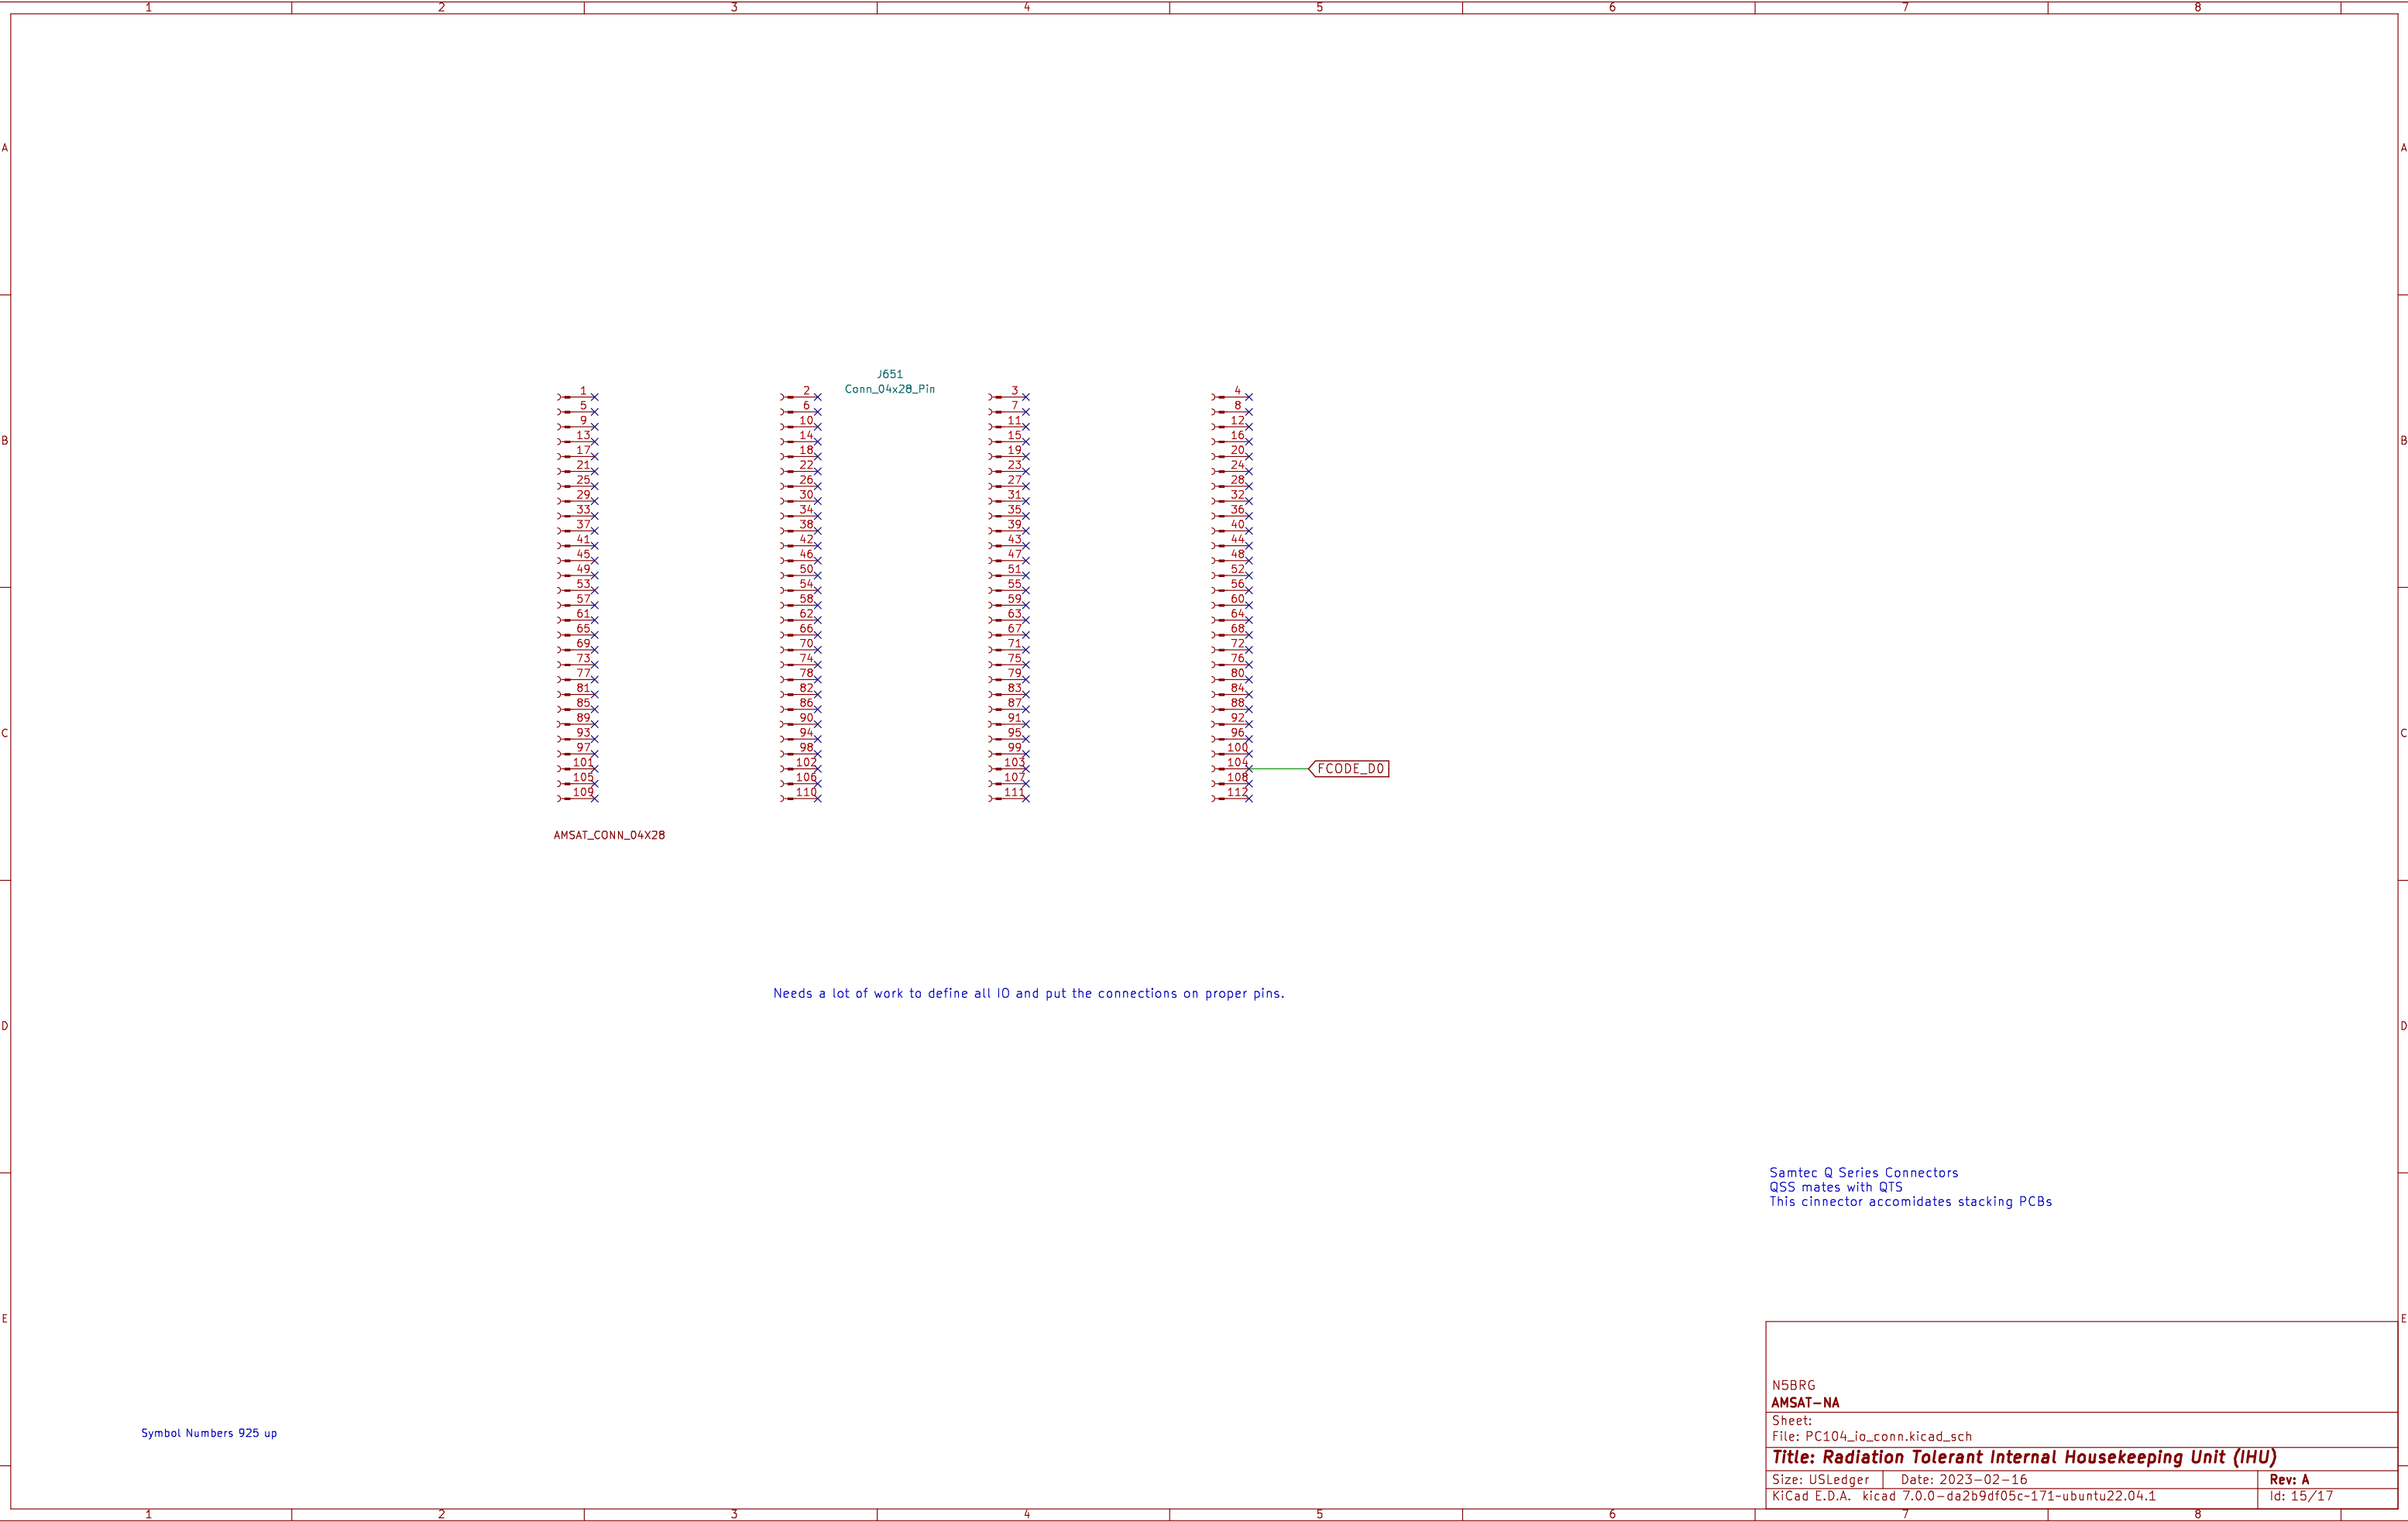 1 2 3 4 5 6 7 8
A A
J651
Conn_04x28_Pin
1 2 3 4
5 6 7 8
9 10 11 12
B 13 14 15 16 B
17 18 19 20
21 22 23 24
25 26 27 28
29 30 31 32
33 34 35 36
37 38 39 40
41 42 43 44
45 46 47 48
49 50 51 52
53 54 55 56
57 58 59 60
61 62 63 64
65 66 67 68
69 70 71 72
73 74 75 76
77 78 79 80
81 82 83 84
85 86 87 88
89 90 91 92
C 93 94 95 96 C
97 98 99 100
101 102 103 104 FCODE_D0
105 106 107 108
109 110 111 112
AMSAT_CONN_04X28
Needs a lot of work to define all IO and put the connections on proper pins.
D D
Samtec Q Series Connectors
QSS mates with QTS
This cinnector accomidates stacking PCBs
E E
N5BRG
AMSAT-NA
Sheet:
Symbol Numbers 925 up
File: PC104_io_conn.kicad_sch
Title: Radiation Tolerant Internal Housekeeping Unit (IHU)
Size: USLedger Date: 2023-02-16 Rev: A
KiCad E.D.A. kicad 7.0.0-da2b9df05c~171~ubuntu22.04.1 Id: 15/17
1 2 3 4 5 6 7 8